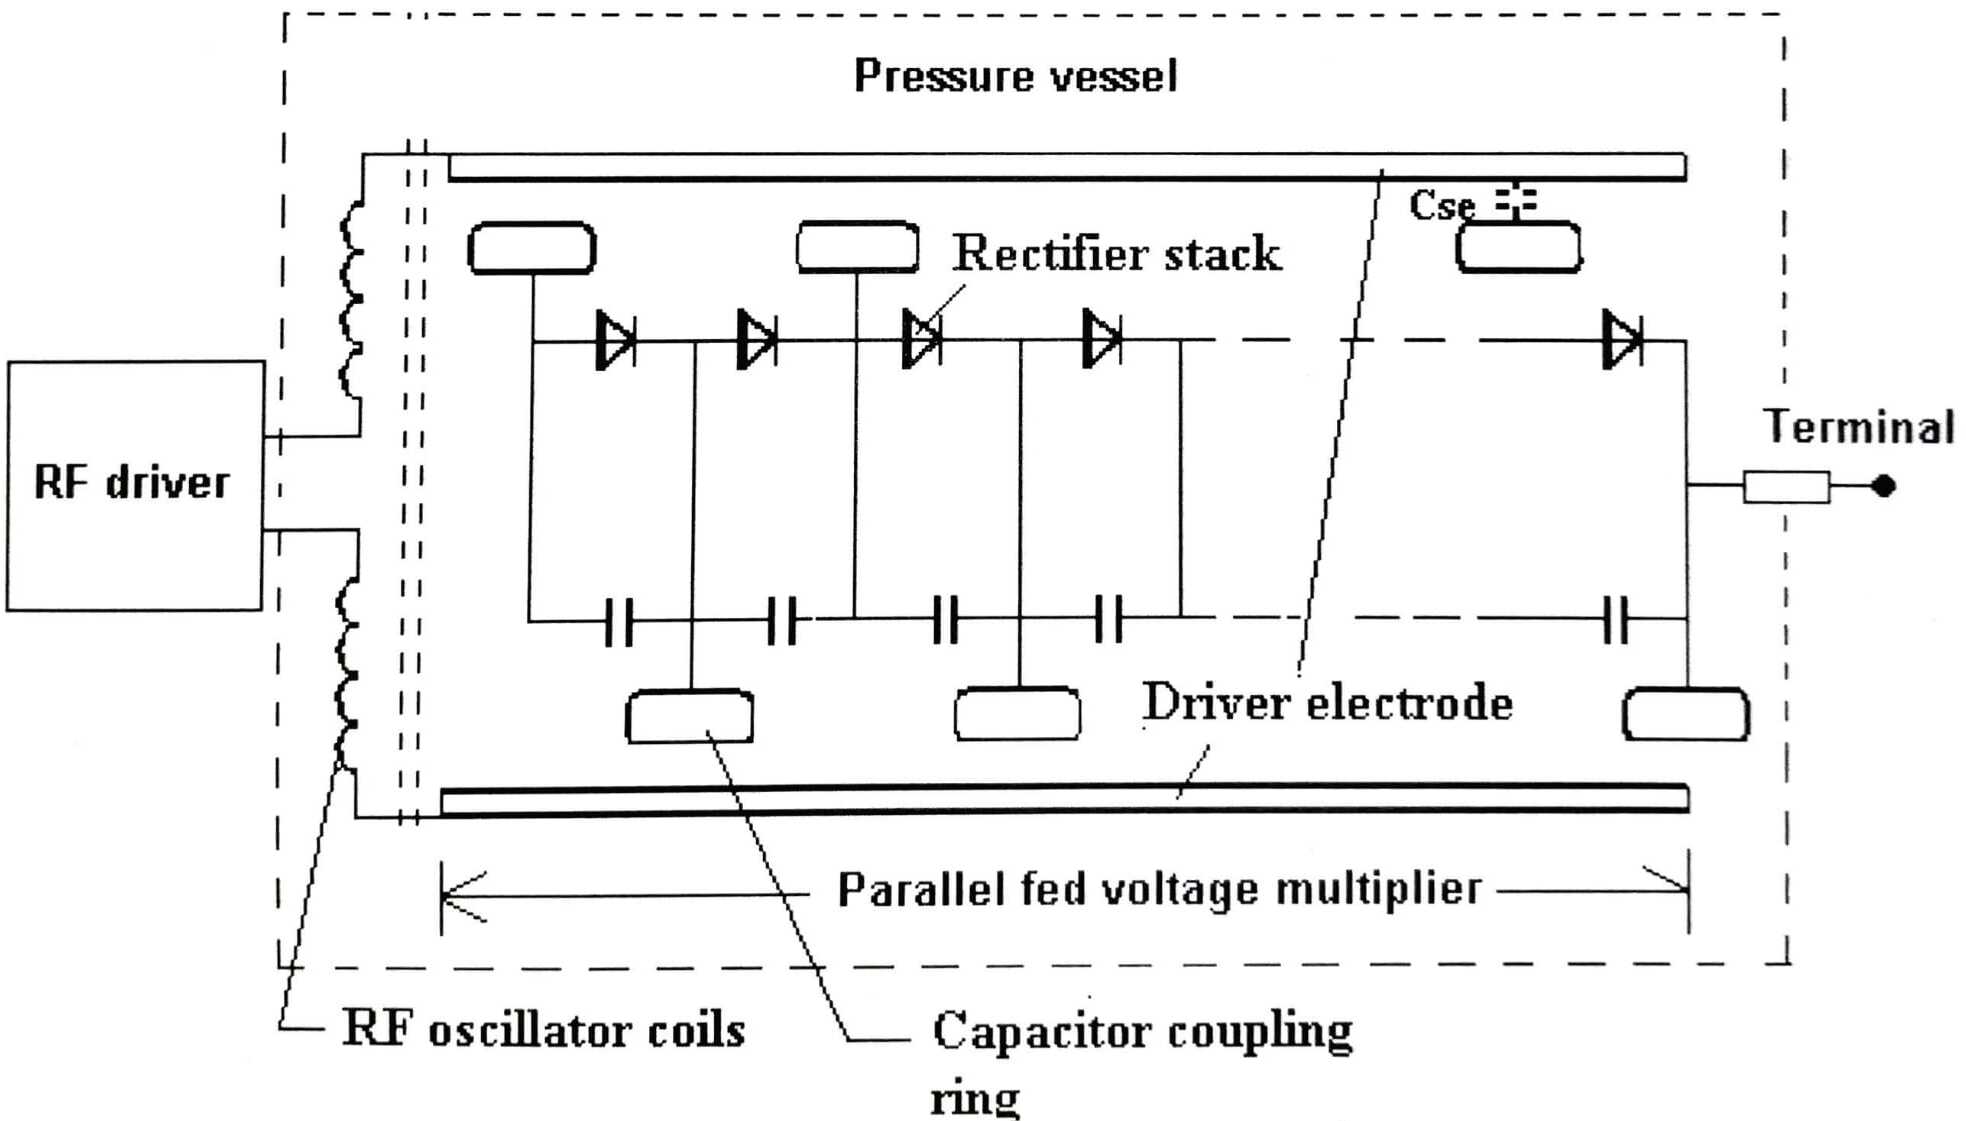 Pressure vessel
Cse
Rectifier stack
Terminal
RF driver
Driver electrode
Parallel fed voltage multiplier
RF oscillator coils
Capacitor coupling
ring